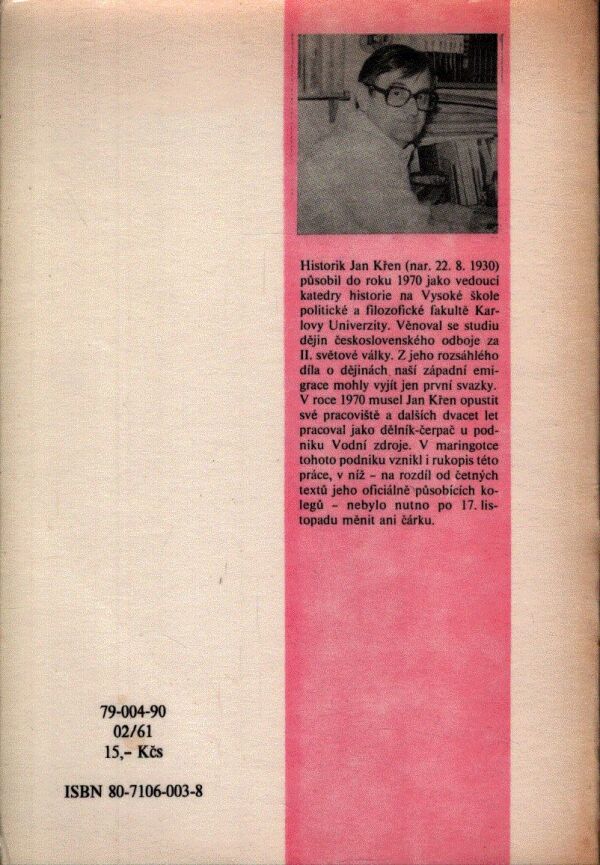 Historik Jan Křen (nar. 22. 8. 1930)
působil do roku 1970 jako vedoucí
katedry historie na Vysoké škole
politické a filozofické fakultě Kar-
lovy Univerzity. Věnoval se studiu
dějin československého odboje za
II. světové války. Z jeho rozsáhlého
díla o dějinách naší západní emi-
grace mohly vyjít jen první svazky.
V roce 1970 musel Jan Křen opustit
své pracoviště a dalších dvacet let
pracoval jako dělník-čerpač u pod-
niku Vodní zdroje. V maringotce
tohoto podniku vznikl i rukopis této
práce, v níž – na rozdíl od četných
textů jeho oficiálně působících ko-
legů – nebylo nutno po 17. lis-
topadu měnit ani čárku.
79-004-90
02/61
15,– Kčs
ISBN 80-7106-003-8